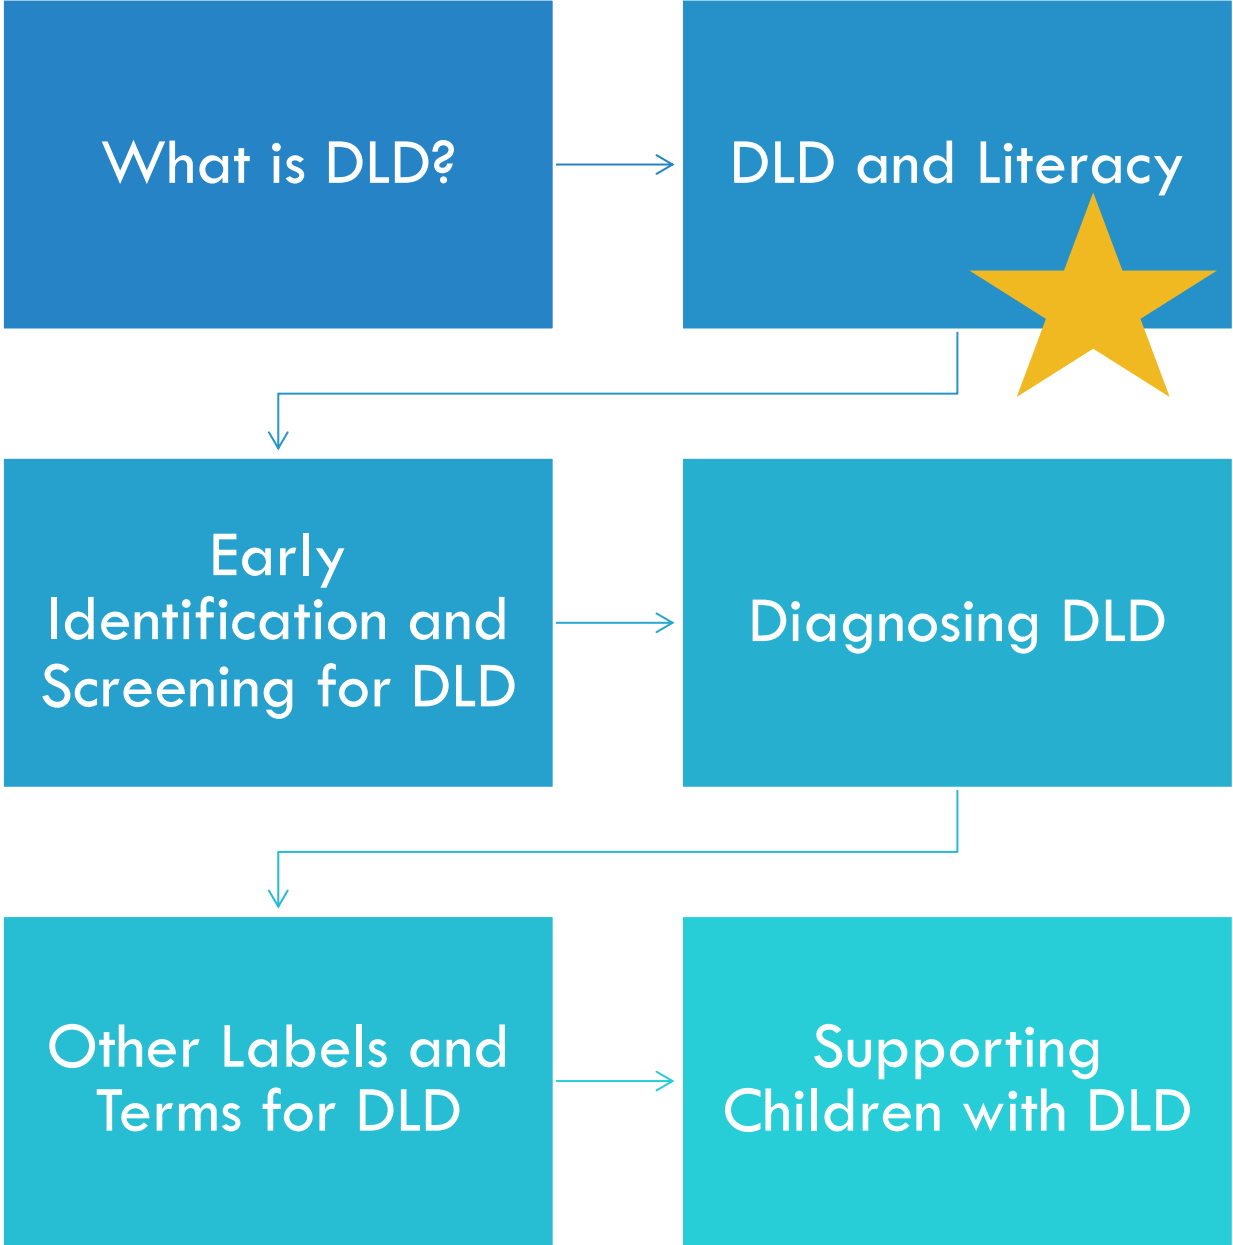 What is DLD?
DLD and Literacy
Early
Identification and
Screening for DLD
Diagnosing DLD
Other Labels and
Terms for DLD
Supporting
Children with DLD